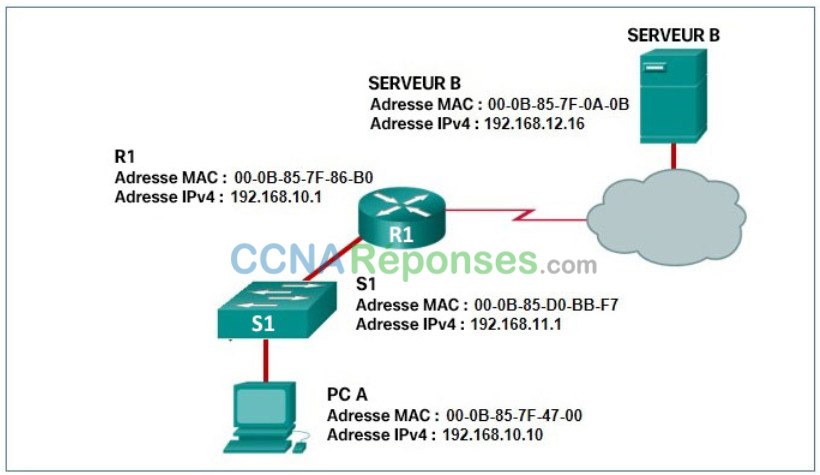 SERVEUR B
SERVEUR B
Adresse MAC : 00-0B-85-7F-0A-0B
Adresse IPv4 : 192.168.12.16
R1
Adresse MAC : 00-0B-85-7F-86-B0
Adresse IPv4 : 192.168.10.1
R1
CCNARéponses.com
S1
Adresse MAC : 00-0B-85-D0-BB-F7
Adresse IPv4 : 192.168.11.1
S1
PC A
Adresse MAC : 00-0B-85-7F-47-00
Adresse IPv4 : 192.168.10.10